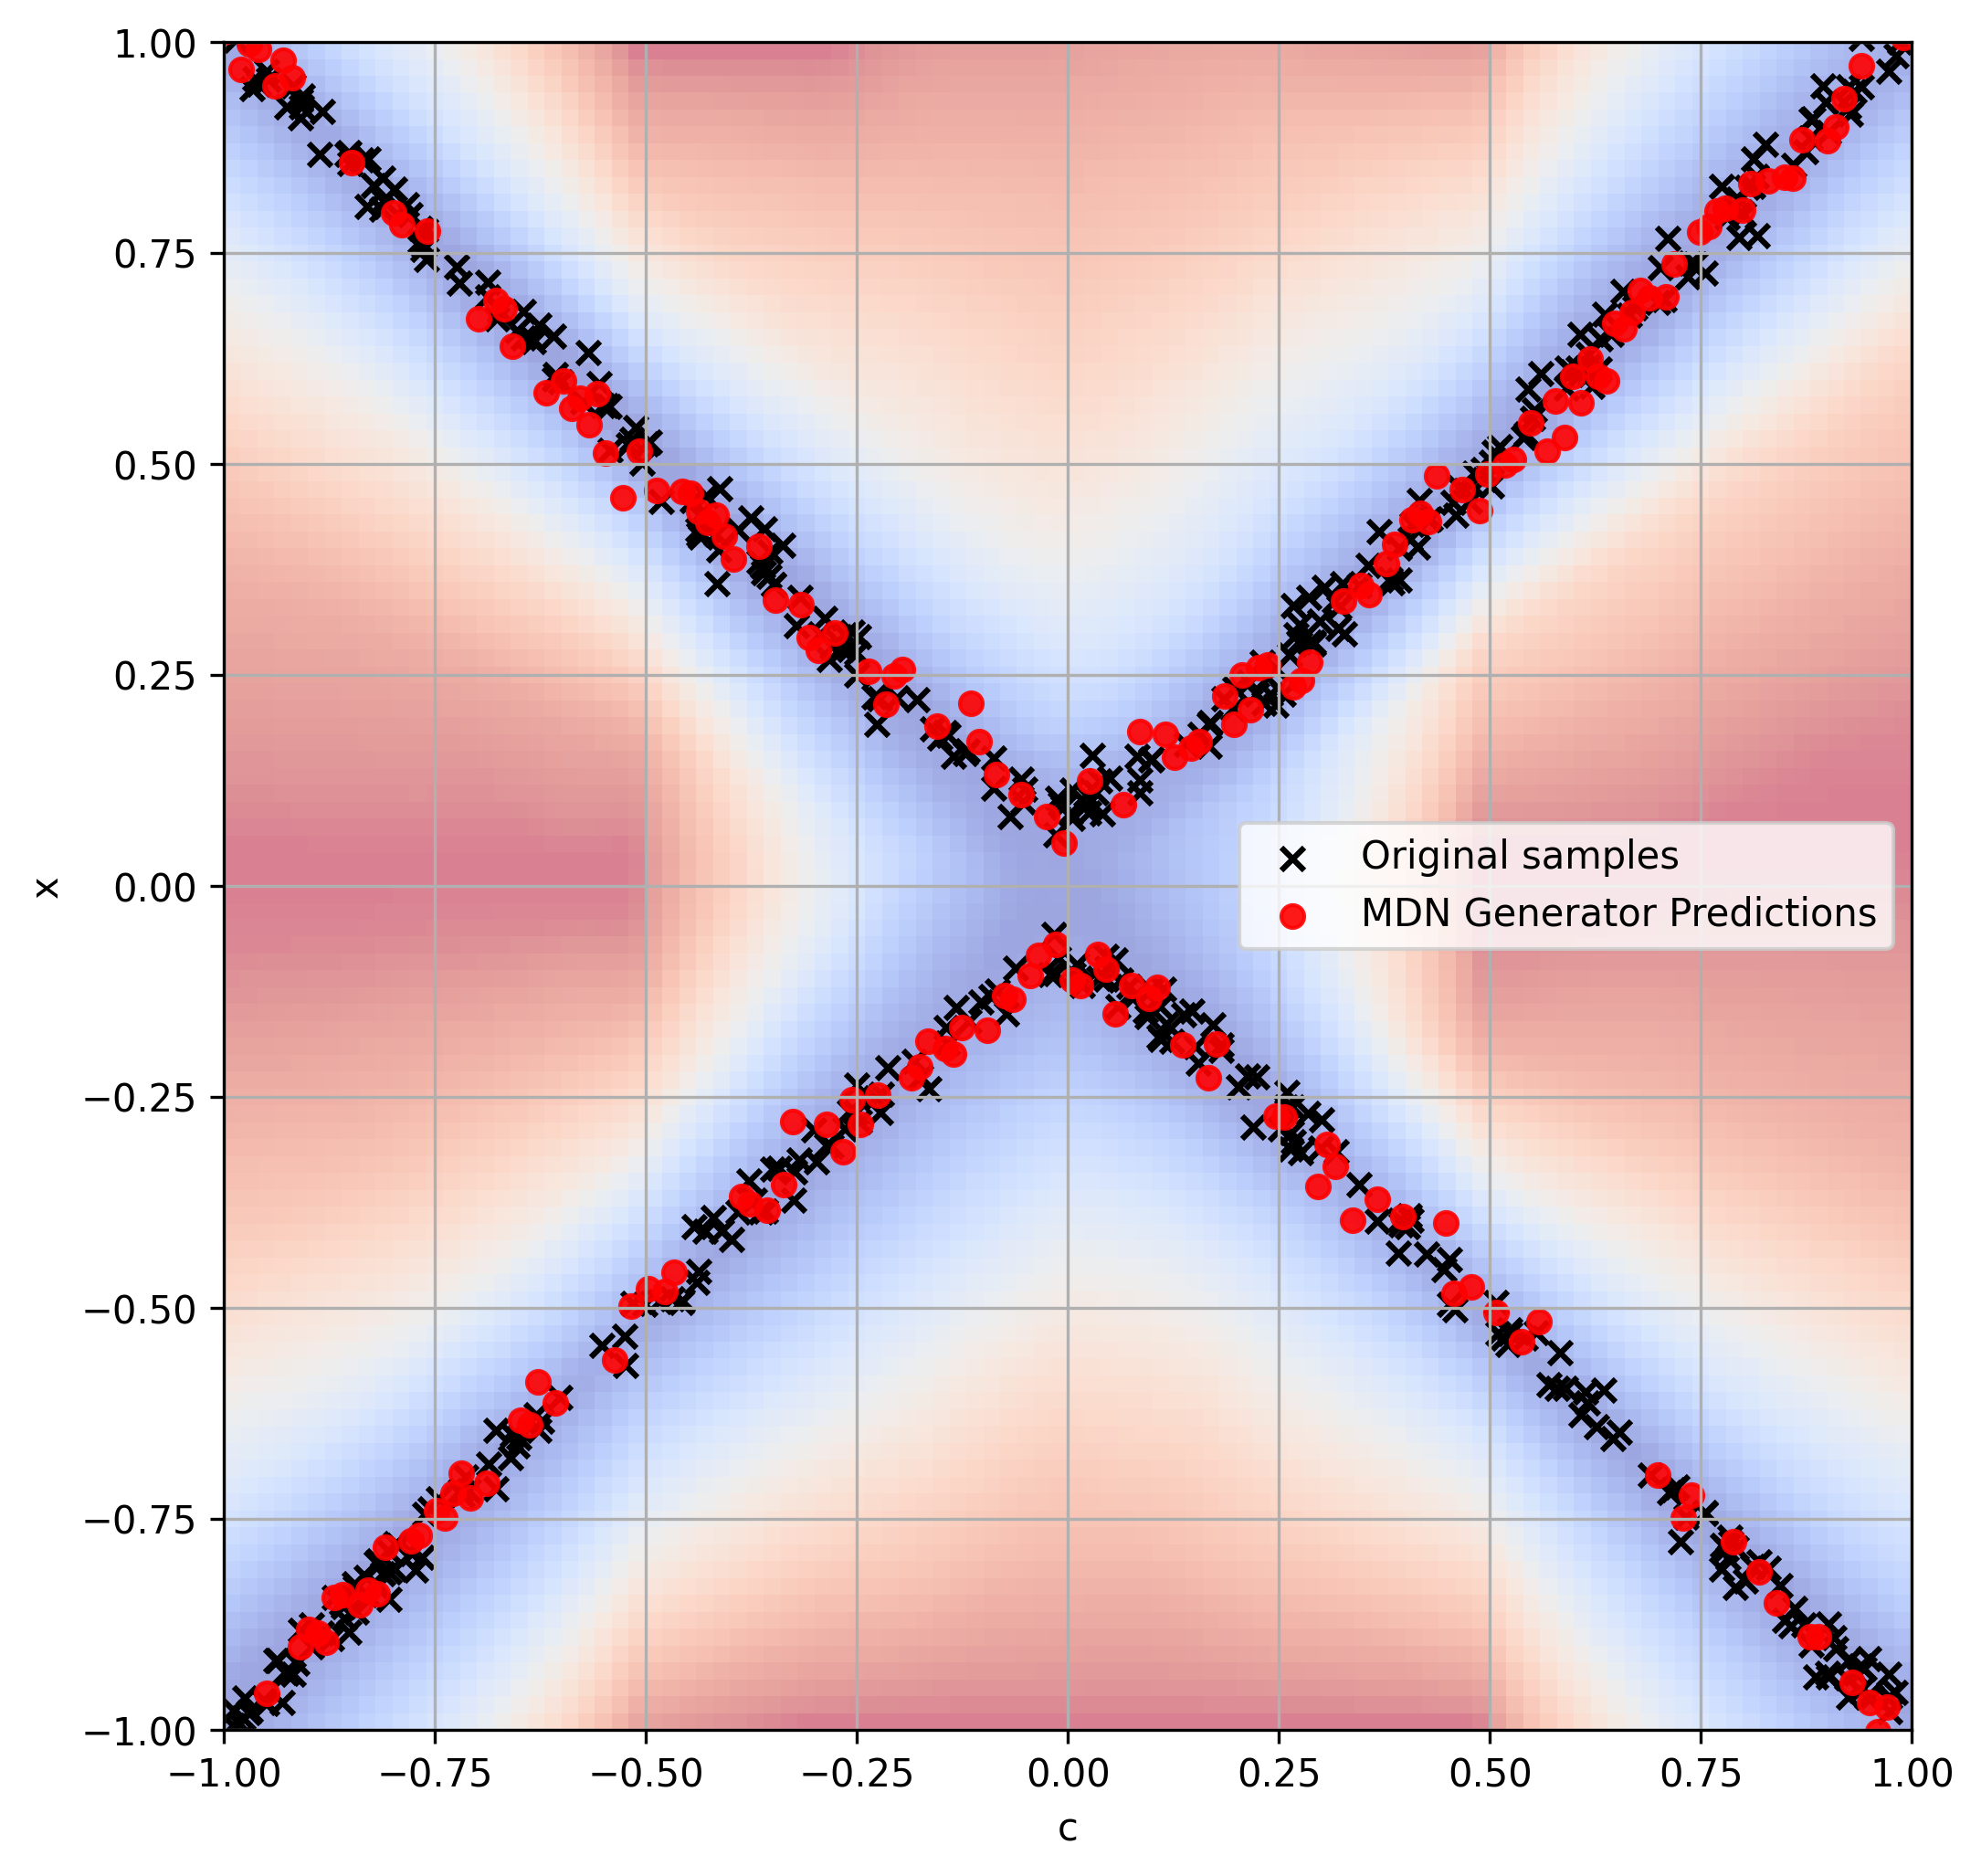 1.00
0.75
0.50
0.25
0.00
−0.25
−0.50
−0.75
−1.00
x
Original samples
MDN Generator Predictions
−1.00 −0.75 −0.50 −0.25 0.00 0.25 0.50 0.75 1.00
c